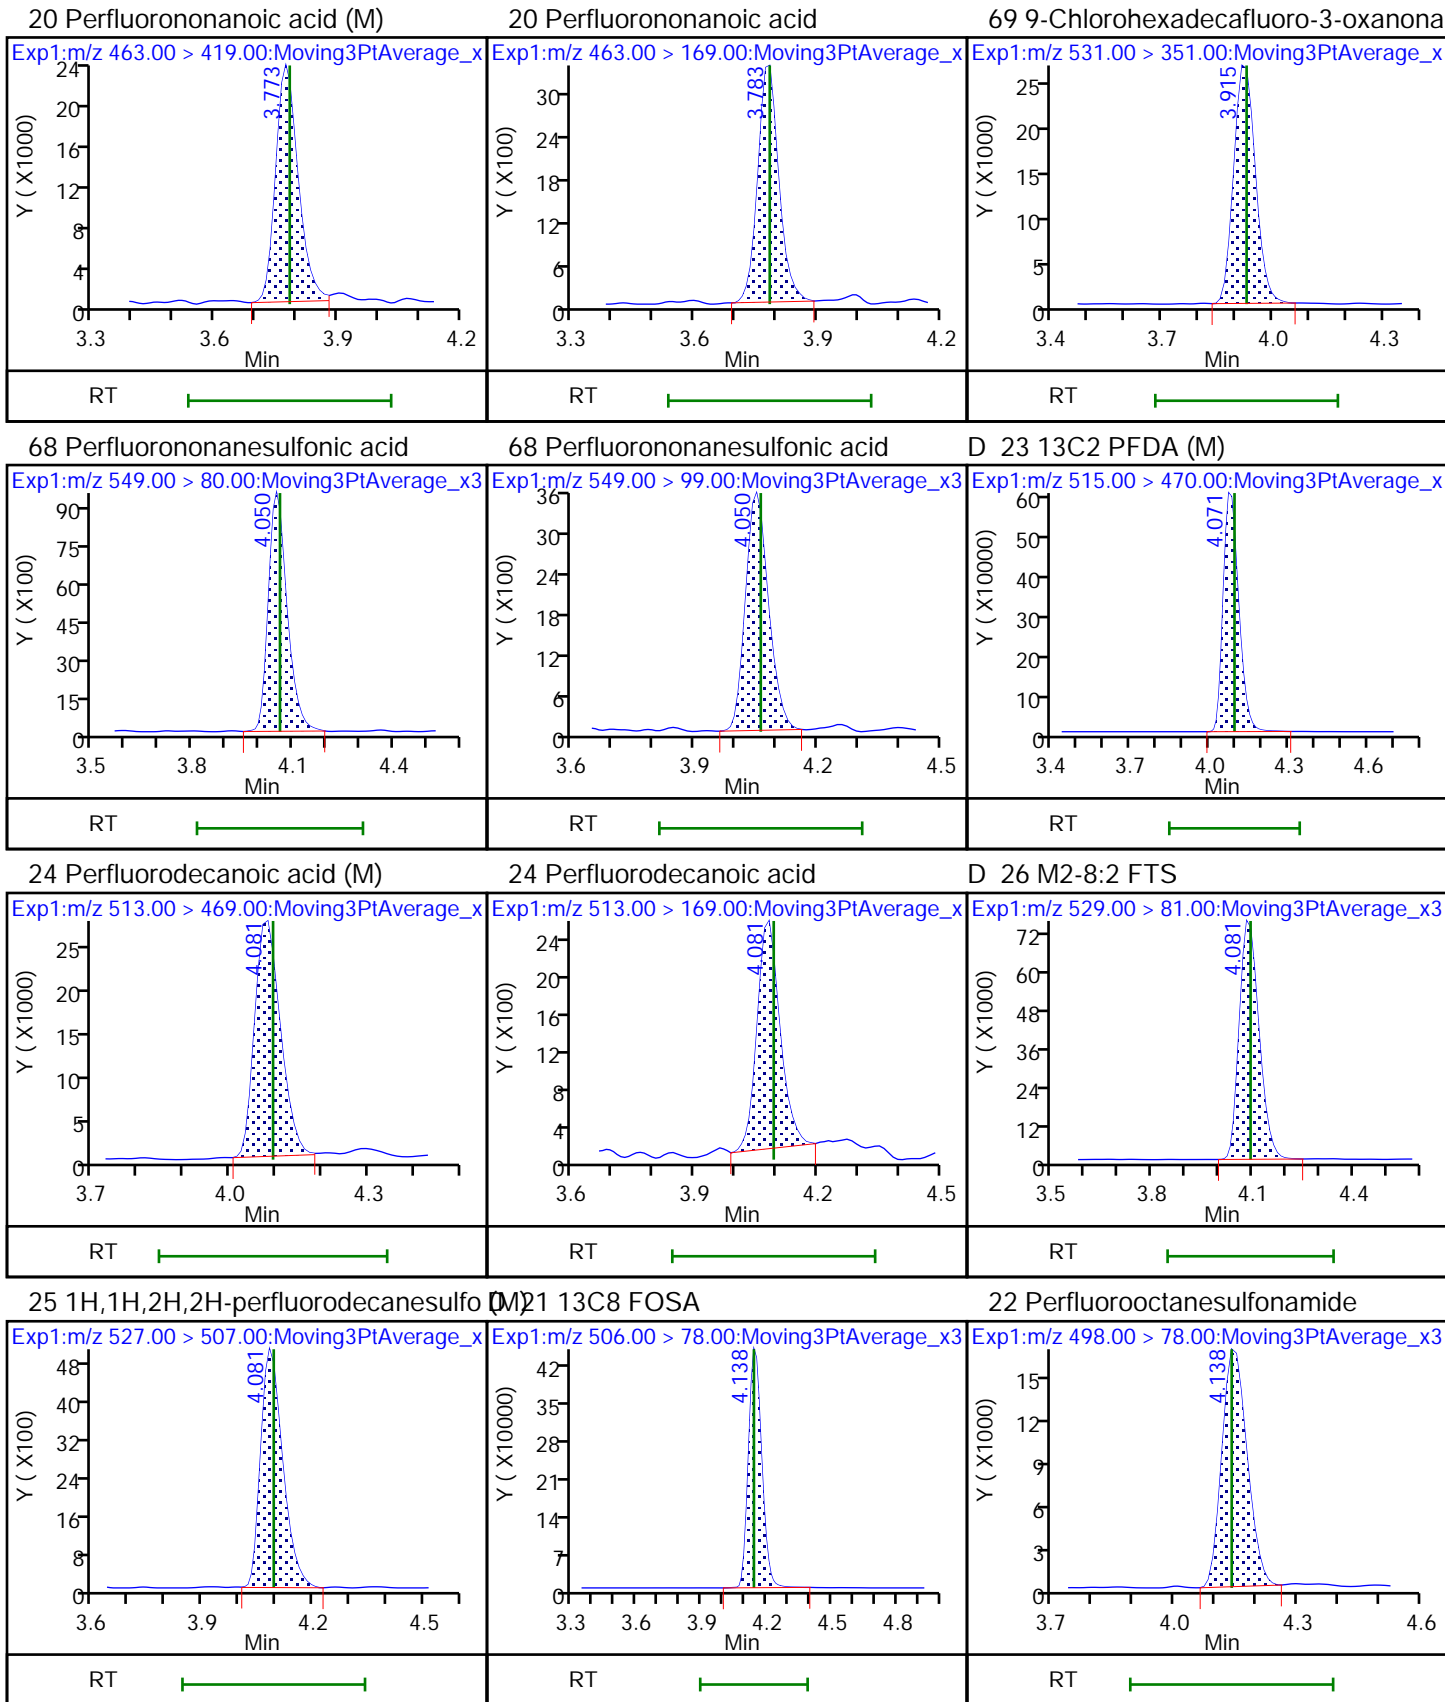 20 Perfluorononanoic acid (M)
Exp1:m/z 463.00 > 419.00:Moving3PtAverage_x
3.773
Y ( X1000)
24
20
16
12
8
4
0
3.3 3.6 3.9 4.2
Min
RT
20 Perfluorononanoic acid
Exp1:m/z 463.00 > 169.00:Moving3PtAverage_x
3.783
Y ( X100)
30
24
18
12
6
0
3.3 3.6 3.9 4.2
Min
RT
69 9-Chlorohexadecafluoro-3-oxanona
Exp1:m/z 531.00 > 351.00:Moving3PtAverage_x
3.915
Y ( X1000)
25
20
15
10
5
0
3.4 3.7 4.0 4.3
Min
RT
68 Perfluorononanesulfonic acid
Exp1:m/z 549.00 > 80.00:Moving3PtAverage_x3
4.050
Y ( X100)
90
75
60
45
30
15
0
3.5 3.8 4.1 4.4
Min
RT
68 Perfluorononanesulfonic acid
Exp1:m/z 549.00 > 99.00:Moving3PtAverage_x3
4.050
Y ( X100)
36
30
24
18
12
6
0
3.6 3.9 4.2 4.5
Min
RT
D 23 13C2 PFDA (M)
Exp1:m/z 515.00 > 470.00:Moving3PtAverage_x
4.071
Y ( X10000)
60
50
40
30
20
10
0
3.4 3.7 4.0 4.3 4.6
Min
RT
24 Perfluorodecanoic acid (M)
Exp1:m/z 513.00 > 469.00:Moving3PtAverage_x
4.081
Y ( X1000)
25
20
15
10
5
0
3.7 4.0 4.3
Min
RT
24 Perfluorodecanoic acid
Exp1:m/z 513.00 > 169.00:Moving3PtAverage_x
4.081
Y ( X100)
24
20
16
12
8
4
0
3.6 3.9 4.2 4.5
Min
RT
D 26 M2-8:2 FTS
Exp1:m/z 529.00 > 81.00:Moving3PtAverage_x3
4.081
Y ( X1000)
72
60
48
36
24
12
0
3.5 3.8 4.1 4.4
Min
RT
25 1H,1H,2H,2H-perfluorodecanesulfo (M)
Exp1:m/z 527.00 > 507.00:Moving3PtAverage_x
4.081
Y ( X100)
48
40
32
24
16
8
0
3.6 3.9 4.2 4.5
Min
RT
D 21 13C8 FOSA
Exp1:m/z 506.00 > 78.00:Moving3PtAverage_x3
4.138
Y ( X10000)
42
35
28
21
14
7
0
3.3 3.6 3.9 4.2 4.5 4.8
Min
RT
22 Perfluorooctanesulfonamide
Exp1:m/z 498.00 > 78.00:Moving3PtAverage_x3
4.138
Y ( X1000)
15
12
9
6
3
0
3.7 4.0 4.3 4.6
Min
RT